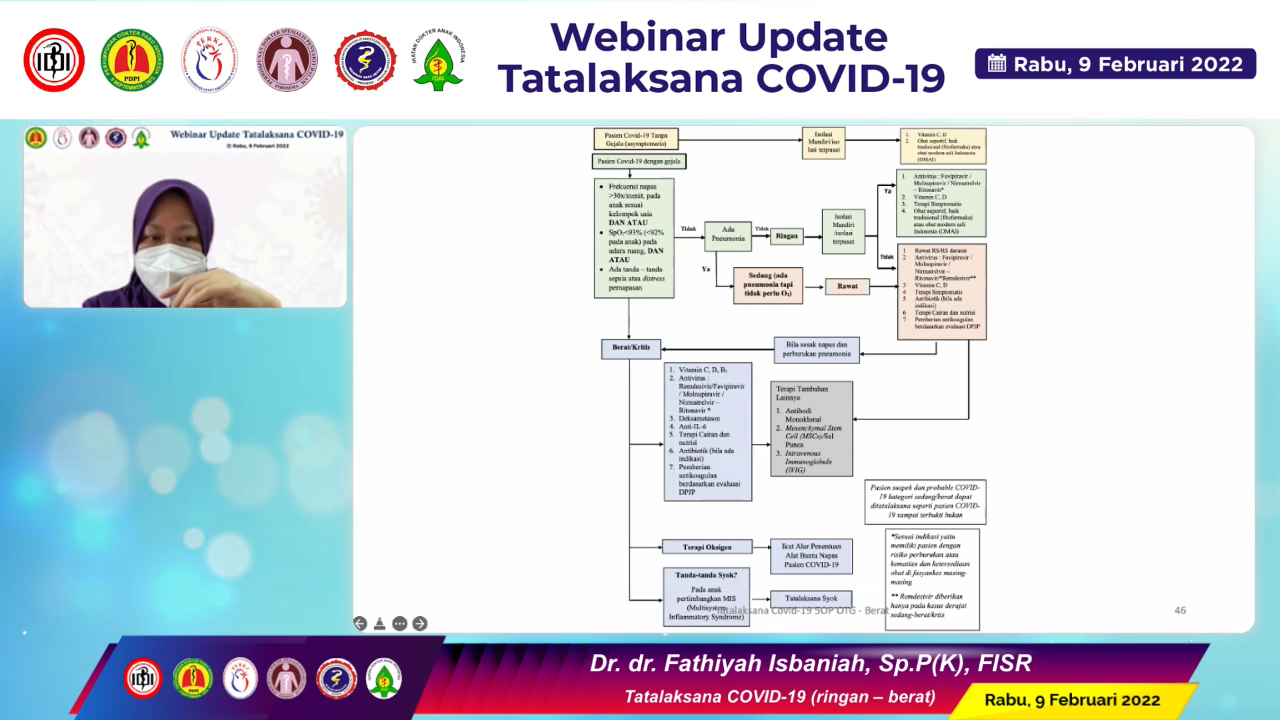 Webinar Update
Tatalaksana COVID-19
Rabu, 9 Februari 2022
Webinar Update Tatalaksana COVID-19
Rabu, 9 Februari 2022
Pasien Covid-19 Tanpa
Gejala (asymptomatis)
Isolasi
Mandiri/iso
lasi terpusat
1. Vitamin C, D
2. Obat suportif, baik
tradisional (fitofarmaka) atau
obat modern asli Indonesia
(OMAI)
Pasien Covid-19 dengan gejala
• Frekuensi napas
>30x/menit, pada
anak sesuai
kelompok usia
DAN ATAU
• SpO2<93% (<92%
pada anak) pada
udara ruang, DAN
ATAU
• Ada tanda – tanda
sepsis atau distress
pernapasan
Tidak
Ada
Pneumonia
Tidak
Ringan
Isolasi
Mandiri
/isolasi
terpusat
Ya
1. Antivirus : Favipiravir /
Molnupiravir / Nirmatrelvir
– Ritonavir*
2. Vitamin C, D
3. Terapi Simptomatis
4. Obat suportif, baik
tradisional (fitofarmaka)
atau obat modern asli
Indonesia (OMAI)
Tidak
Ya
Sedang (ada
pneumonia tapi
tidak perlu O2)
Rawat
1 Rawat RS/RS darurat
2 Antivirus : Favipiravir /
Molnupiravir /
Nirmatrelvir –
Ritonavir*Remdesivir**
3 Vitamin C, D
4 Terapi Simptomatis
5 Antibiotik (bila ada
indikasi)
6 Terapi Cairan dan nutrisi
7 Pemberian antikoagulan
berdasarkan evaluasi DPJP
Berat/Kritis
Bila sesak napas dan
perburukan pneumonia
1. Vitamin C, D, B1
2. Antivirus :
Remdesivir/Favipiravir
/ Molnupiravir /
Nirmatrelvir –
Ritonavir *
3. Deksametason
4. Anti-IL-6
5. Terapi Cairan dan
nutrisi
6. Antibiotik (bila ada
indikasi)
7. Pemberian
antikoagulan
berdasarkan evaluasi
DPJP
Terapi Tambahan
Lainnya
1. Antibodi
Monoklonal
2. Mesenchymal Stem
Cell (MSCs)/Sel
Punca
3. Intravenous
Immunoglobulin
(IVIG)
Pasien suspek dan probable COVID-
19 kategori sedang/berat dapat
ditatalaksana seperti pasien COVID-
19 sampai terbukti bukan
Terapi Oksigen
Ikut Alur Penentuan
Alat Bantu Napas
Pasien COVID-19
Tanda-tanda Syok?
Pada anak
pertimbangkan MIS
(Multisystem
Inflammatory Syndrome)
Tatalaksana Syok
*Sesuai indikasi yaitu
memiliki pasien dengan
risiko perburukan atau
kematian dan ketersediaan
obat di fasyankes masing-
masing
** Remdesivir diberikan
hanya pada kasus derajat
sedang-berat/kritis
Tatalaksana Covid-19 SOP OTG - Berat
46
Dr. dr. Fathiyah Isbaniah, Sp.P(K), FISR
Tatalaksana COVID-19 (ringan – berat)
Rabu, 9 Februari 2022